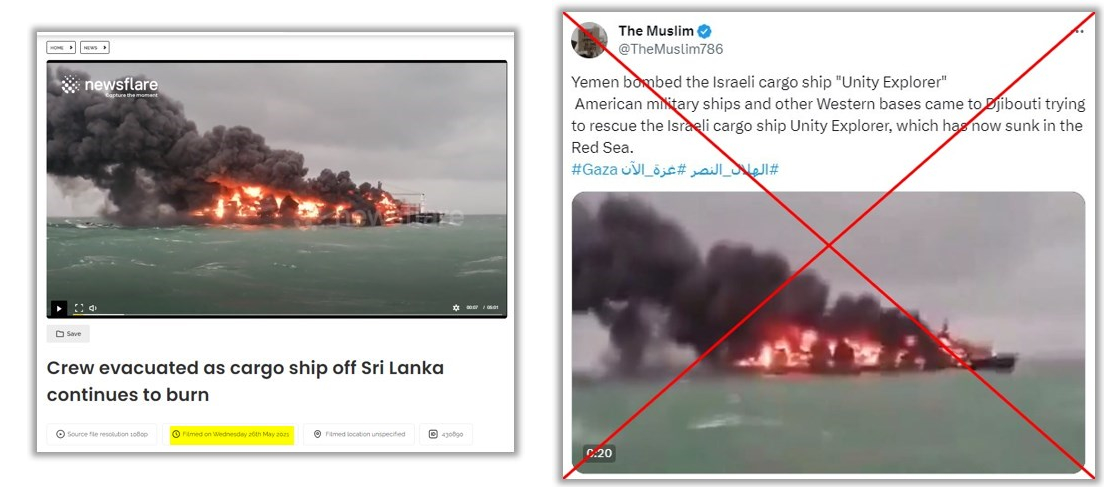 HOME
NEWS
newsflare
Capture the moment
newsflare
00:07 / 05:01
Save
Crew evacuated as cargo ship off Sri Lanka
continues to burn
Source file resolution 1080p
Filmed on Wednesday 26th May 2021
Filmed location unspecified
430890
The Muslim
@TheMuslim786
Yemen bombed the Israeli cargo ship "Unity Explorer"
American military ships and other Western bases came to Djibouti trying
to rescue the Israeli cargo ship Unity Explorer, which has now sunk in the
Red Sea.
#Gaza #الهلال_النصر #غزة_الآن
0:20